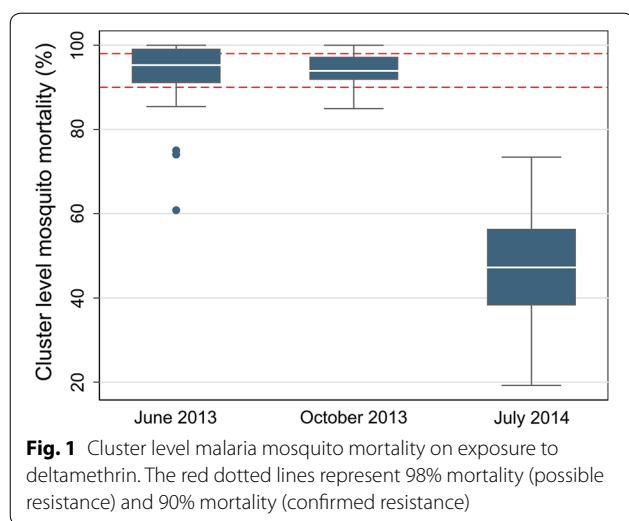 Cluster level mosquito mortality (%)
100
80
60
40
20
June 2013 October 2013 July 2014
Fig. 1 Cluster level malaria mosquito mortality on exposure to
deltamethrin. The red dotted lines represent 98% mortality (possible
resistance) and 90% mortality (confirmed resistance)